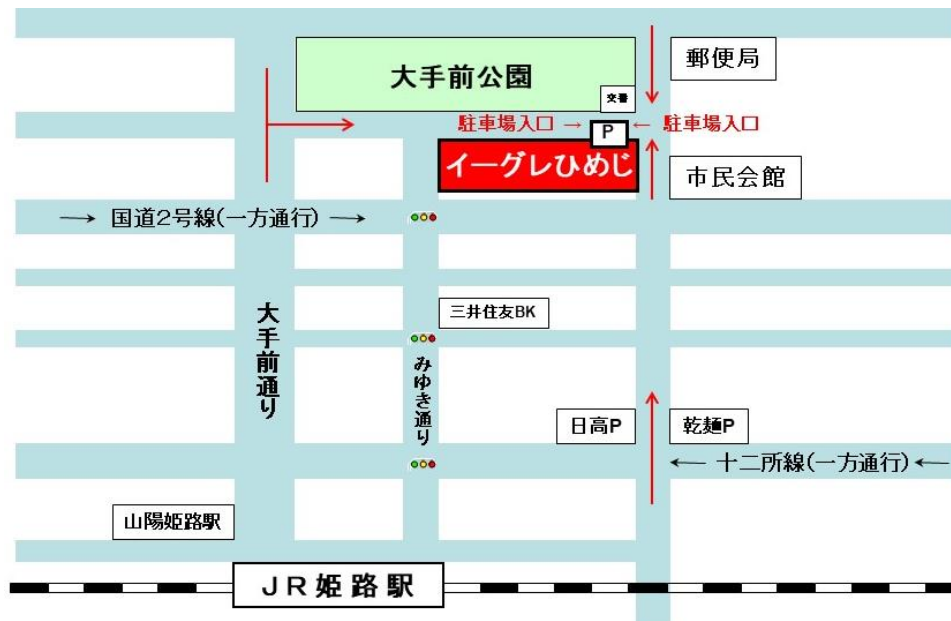 郵便局
大手前公園
交番
駐車場入口 →
P
← 駐車場入口
イーグレひめじ
市民会館
→ 国道2号線(一方通行) →
三井住友BK
大手前通り
みゆき通り
日高P
乾麺P
← 十二所線(一方通行) ←
山陽姫路駅
JR姫路駅